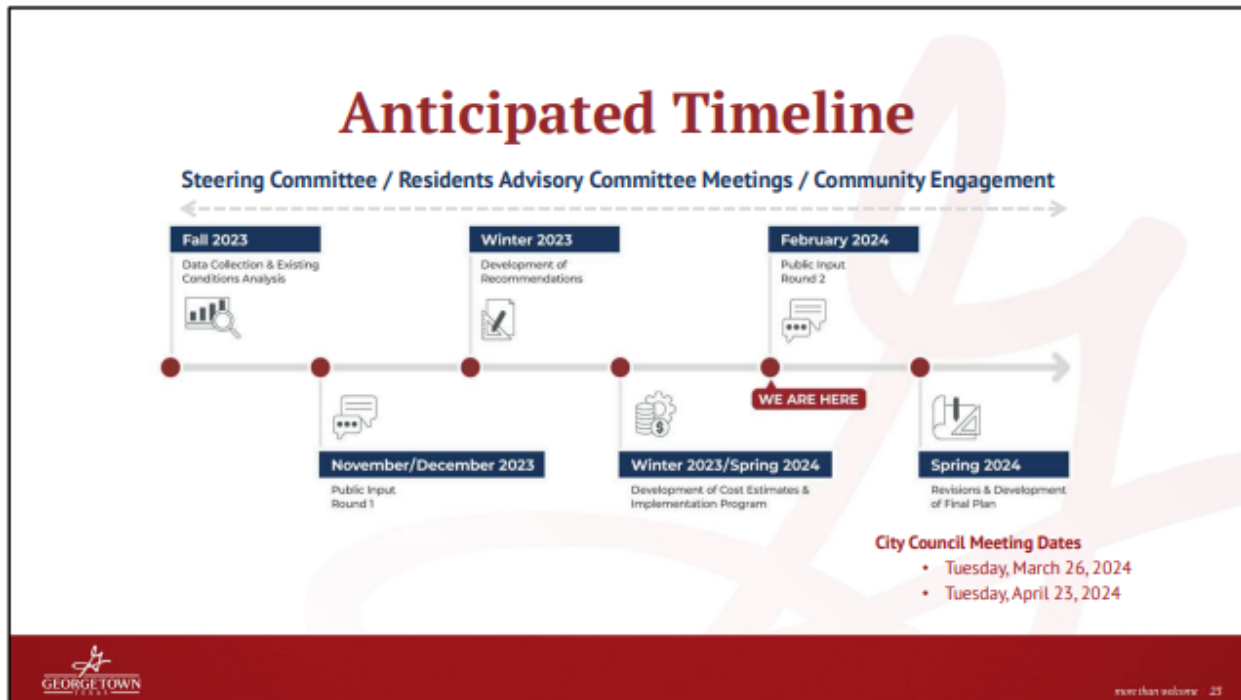 Anticipated Timeline
Steering Committee / Residents Advisory Committee Meetings / Community Engagement
Fall 2023
Data Collection & Existing
Conditions Analysis
Winter 2023
Development of
Recommendations
February 2024
Public Input
Round 2
WE ARE HERE
November/December 2023
Public Input
Round 1
$
Winter 2023/Spring 2024
Development of Cost Estimates &
Implementation Program
Spring 2024
Revisions & Development
of Final Plan
City Council Meeting Dates
• Tuesday, March 26, 2024
• Tuesday, April 23, 2024
GEORGETOWN
TEXAS
more than welcome 23